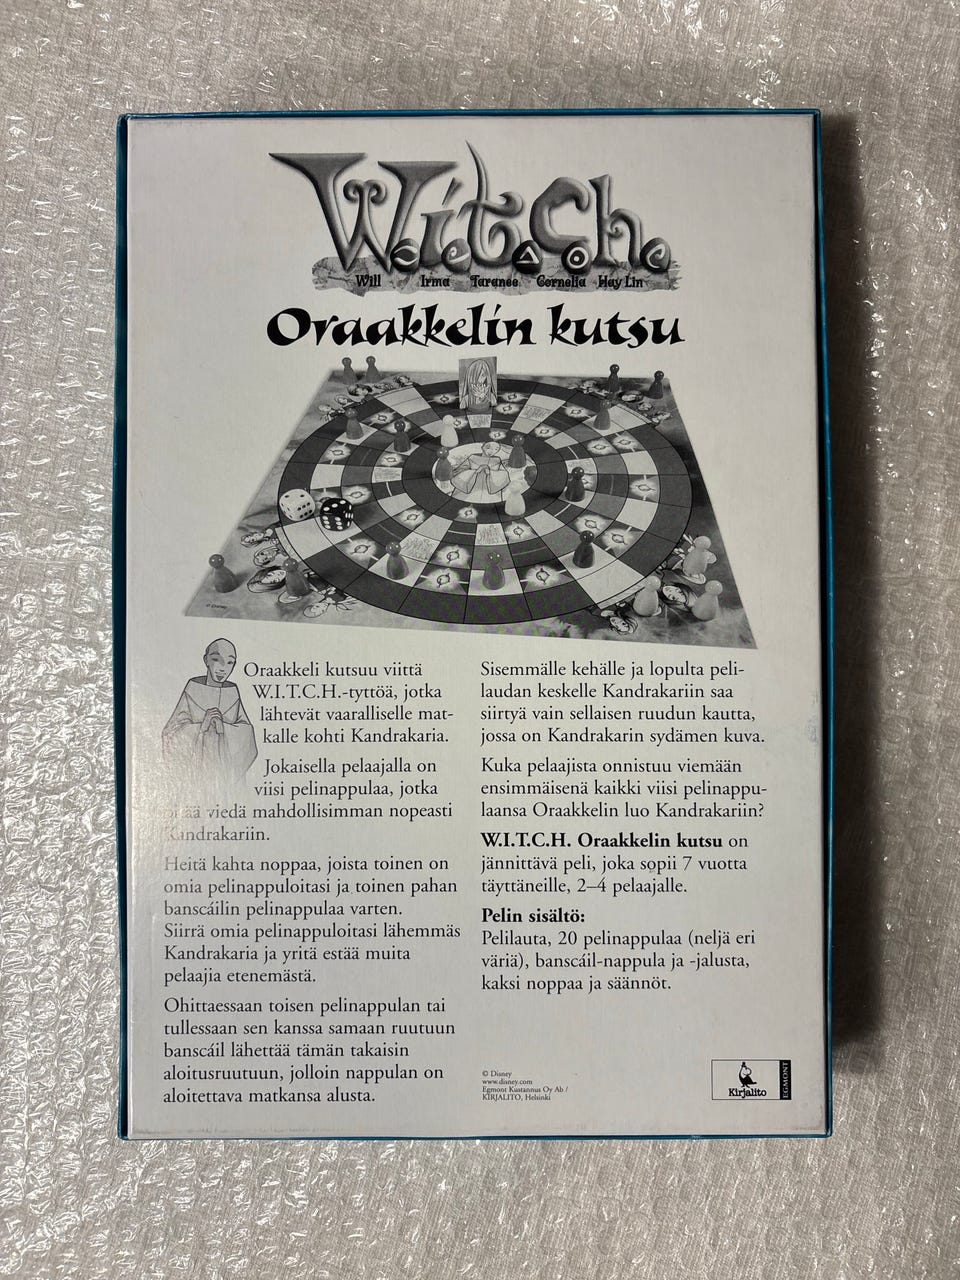 W.i.t.c.h.
Will Irma Taranee Cornelia Hay Lin
Oraakkelin kutsu
© Disney
Oraakkeli kutsuu viittä
W.I.T.C.H.-tyttöä, jotka
lähtevät vaaralliselle mat-
kalle kohti Kandrakaria.
Jokaisella pelaajalla on
viisi pelinappulaa, jotka
pitää viedä mahdollisimman nopeasti
Kandrakariin.
Heitä kahta noppaa, joista toinen on
omia pelinappuloitasi ja toinen pahan
banscáilin pelinappulaa varten.
Siirrä omia pelinappuloitasi lähemmäs
Kandrakaria ja yritä estää muita
pelaajia etenemästä.
Ohittaessaan toisen pelinappulan tai
tullessaan sen kanssa samaan ruutuun
banscáil lähettää tämän takaisin
aloitusruutuun, jolloin nappulan on
aloitettava matkansa alusta.
Sisemmälle kehälle ja lopulta peli-
laudan keskelle Kandrakariin saa
siirtyä vain sellaisen ruudun kautta,
jossa on Kandrakarin sydämen kuva.
Kuka pelaajista onnistuu viemään
ensimmäisenä kaikki viisi pelinappu-
laansa Oraakkelin luo Kandrakariin?
W.I.T.C.H. Oraakkelin kutsu on
jännittävä peli, joka sopii 7 vuotta
täyttäneille, 2–4 pelaajalle.
Pelin sisältö:
Pelilauta, 20 pelinappulaa (neljä eri
väriä), banscáil-nappula ja -jalusta,
kaksi noppaa ja säännöt.
© Disney
www.disney.com
Egmont Kustannus Oy Ab /
KIRJALITO, Helsinki
Kirjalito
EGMONT